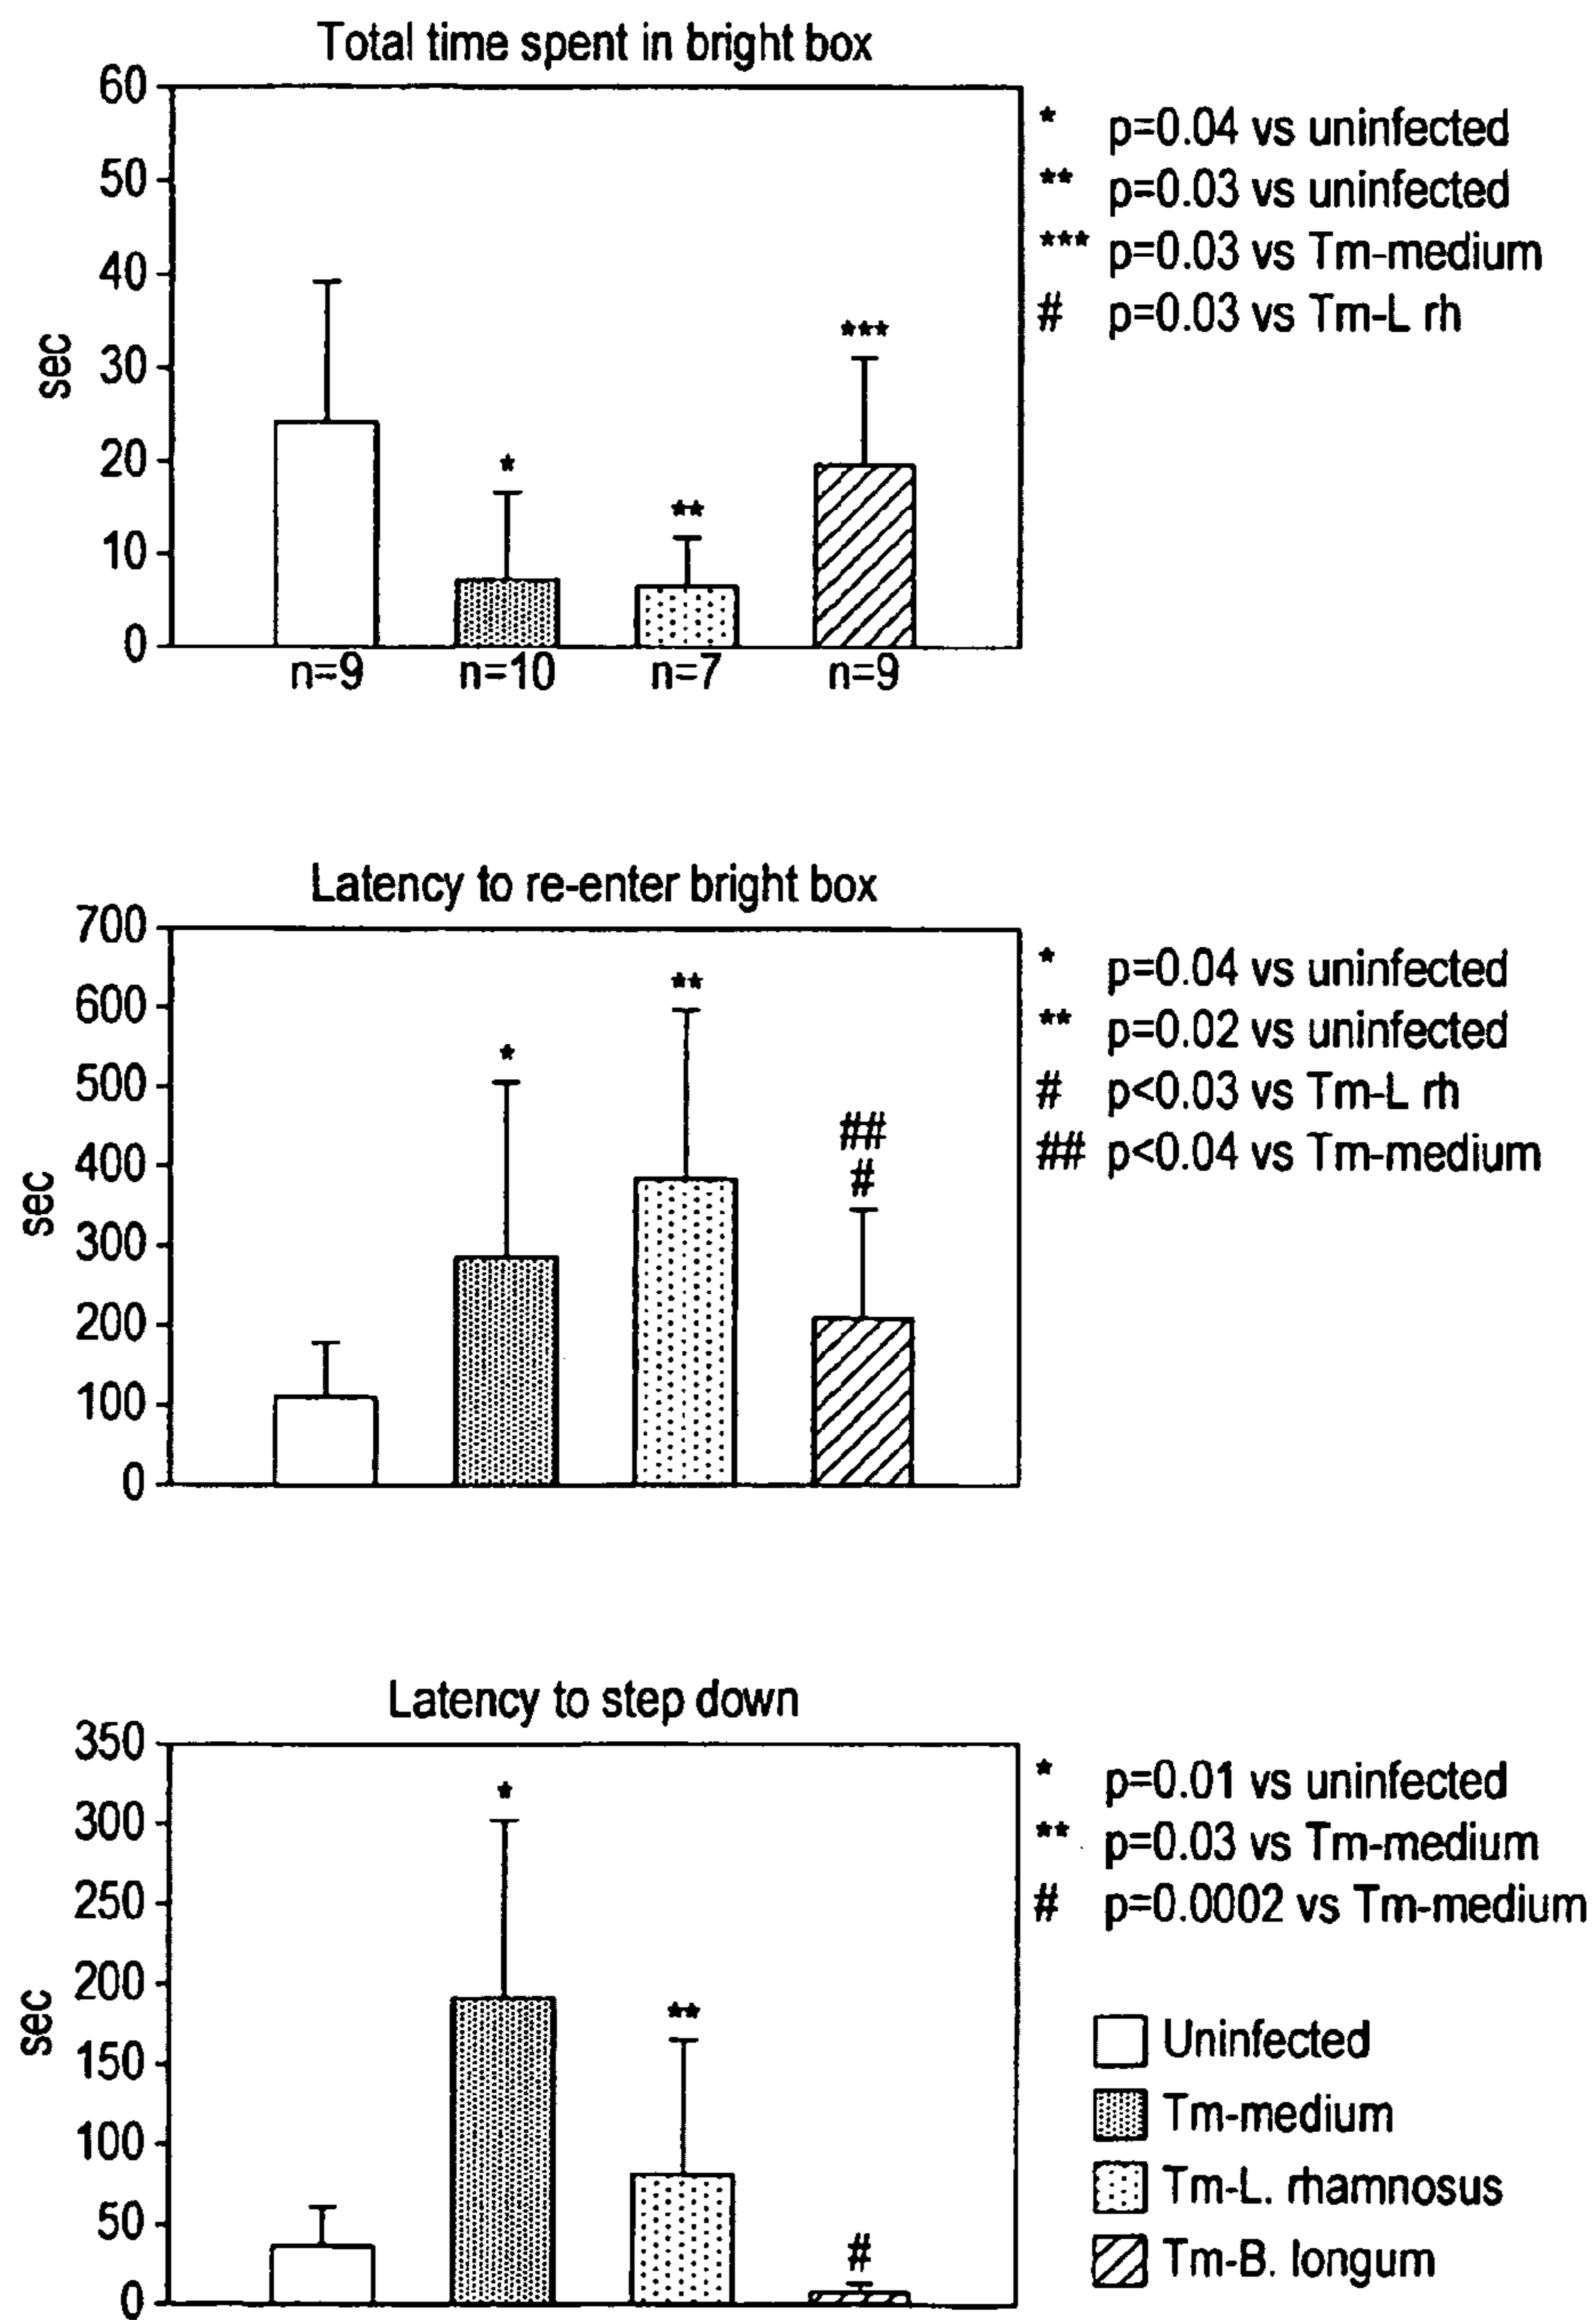 Total time spent in bright box
60
50
40
30
20
10
0
sec
*
**
***
n=9
n=10
n=7
n=9
* p=0.04 vs uninfected
** p=0.03 vs uninfected
*** p=0.03 vs Tm-medium
# p=0.03 vs Tm-L rh
Latency to re-enter bright box
700
600
500
400
300
200
100
0
sec
*
**
##
#
* p=0.04 vs uninfected
** p=0.02 vs uninfected
# p<0.03 vs Tm-L rh
## p<0.04 vs Tm-medium
Latency to step down
350
300
250
200
150
100
50
0
sec
*
**
#
* p=0.01 vs uninfected
** p=0.03 vs Tm-medium
# p=0.0002 vs Tm-medium
Uninfected
Tm-medium
Tm-L. rhamnosus
Tm-B. longum